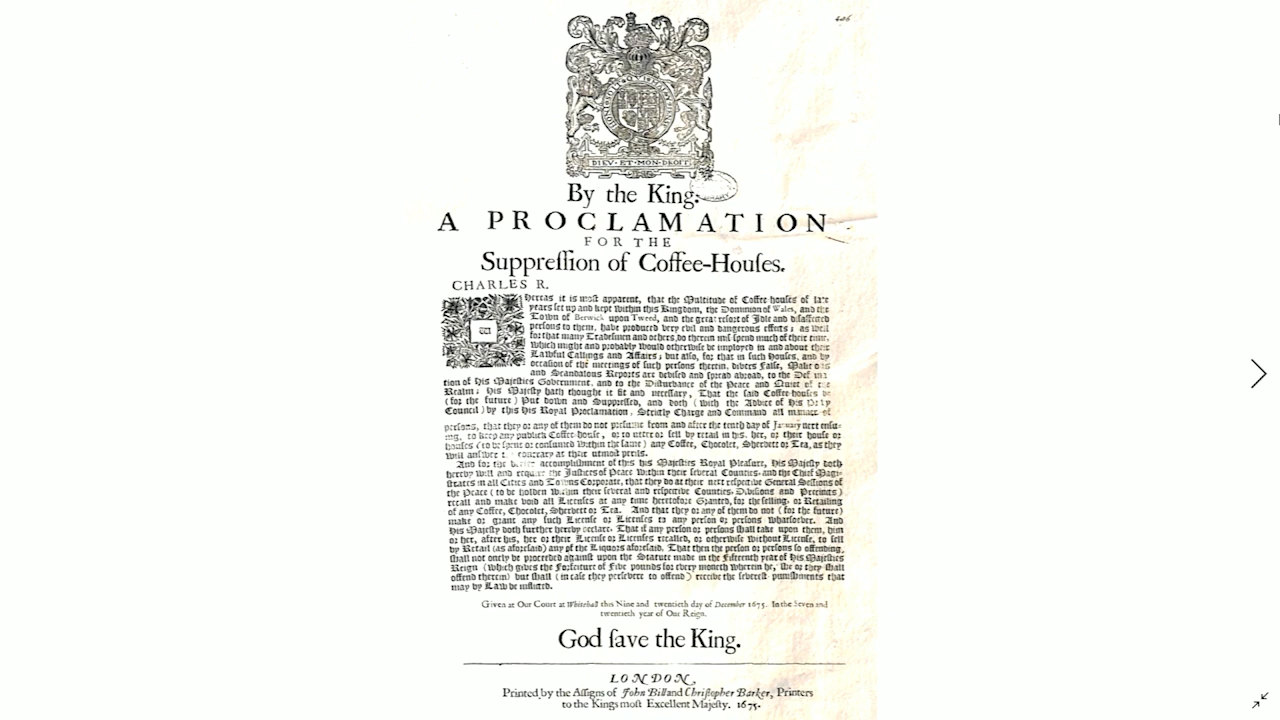 406
HONI·SOIT·QVI·MAL·Y·PENSE
DIEV·ET·MON·DROIT
By the King.
A PROCLAMATION
FOR THE
Suppreſſion of Coffee-Houſes.
CHARLES R.
Whereas it is most apparent, that the Multitude of Coffee-houses of late
years set up and kept within this Kingdom, the Dominion of Wales, and the
Town of Berwick upon Tweed, and the great resort of Idle and disaffected
persons to them, have produced very evil and dangerous effects; as well
for that many Tradesmen and others, do therein mis spend much of their time,
which might and probably would otherwise be imployed in and about their
Lawful Callings and Affairs; but also, for that in such Houses, and by
occasion of the meetings of such persons therein, divers False, Malitious
and Scandalous Reports are devised and spread abroad, to the Defama
tion of His Majesties Government, and to the Disturbance of the Peace and Quiet of the
Realm; His Majesty hath thought it fit and necessary, That the said Coffee-houses be
(for the future) Put down and Suppressed, and doth (with the Advice of His Privy
Council) by this His Royal Proclamation, Strictly Charge and Command all manner of
persons, that they or any of them do not presume from and after the tenth day of January next ensu-
ing, to keep any publick Coffee-house, or to utter or sell by retail in his, her, or their house or
houses (to be spent or consumed within the same) any Coffee, Chocolet, Sherbett or Tea, as they
will answer contrary at their utmost perils.
And for the better accomplishment of this his Majesties Royal Pleasure, His Majesty doth
hereby will and require the Justices of Peace within their several Counties, and the Chief Magi-
strates in all Cities and Towns Corporate, that they do at their next respective General Sessions of
the Peace (to be holden within their several and respective Counties, Divisions and Precincts)
recall and make void all Licenses at any time heretofore Granted, for the selling or Retailing
of any Coffee, Chocolet, Sherbett or Tea. And that they or any of them do not (for the future)
make or grant any such License or Licenses to any person or persons whatsoever. And
His Majesty doth further hereby declare, That if any person or persons shall take upon them, him
or her, after his, her or their License or Licenses recalled, or otherwise without License, to sell
by Retail (as aforesaid) any of the Liquors aforesaid, That then the person or persons so offending,
shall not onely be proceeded against upon the Statute made in the Fifteenth year of His Majesties
Reign (which gives the Forfeiture of Five pounds for every moneth wherein he, she or they shall
offend therein) but shall (in case they persevere to offend) receive the severest punishments that
may by Law be inflicted.
Given at Our Court at Whitehall this Nine and twentieth day of December 1675. In the Seven and
twentieth year of Our Reign.
God ſave the King.
LONDON,
Printed by the Aſſigns of John Bill and Chriſtopher Barker, Printers
to the Kings moſt Excellent Majeſty. 1675.